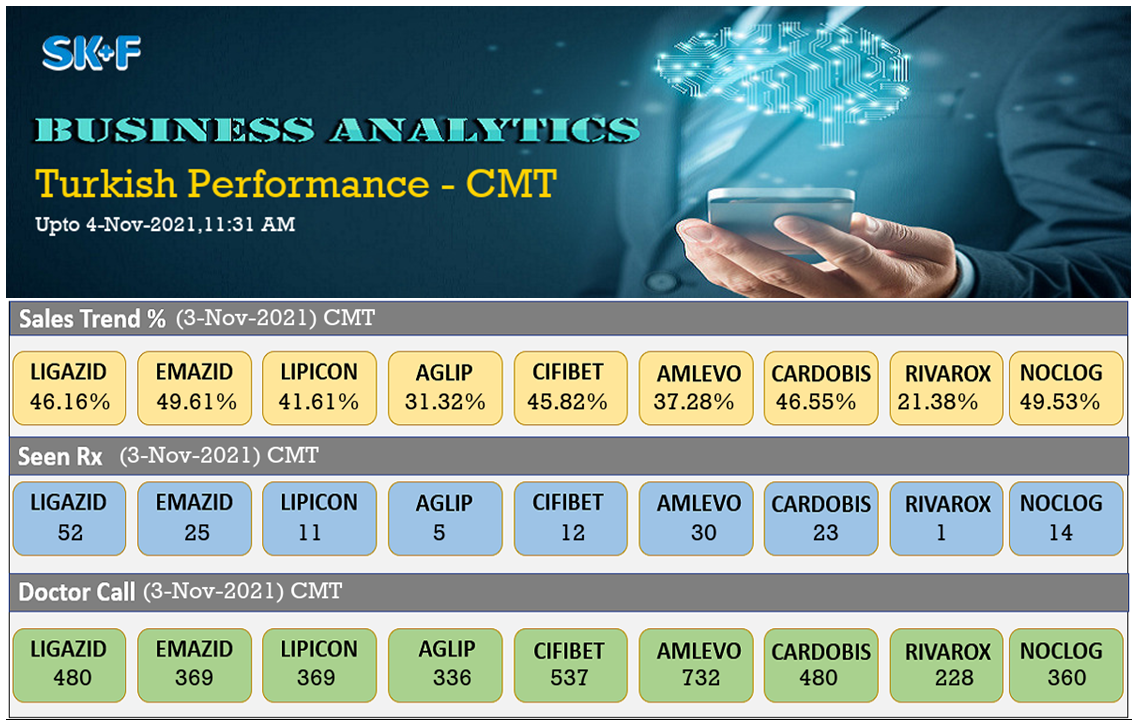 SK+F
BUSINESS ANALYTICS
Turkish Performance - CMT
Upto 4-Nov-2021,11:31 AM
Sales Trend % (3-Nov-2021) CMT
LIGAZID EMAZID LIPICON AGLIP CIFIBET AMLEVO CARDOBIS RIVAROX NOCLOG
46.16% 49.61% 41.61% 31.32% 45.82% 37.28% 46.55% 21.38% 49.53%
Seen Rx (3-Nov-2021) CMT
LIGAZID EMAZID LIPICON AGLIP CIFIBET AMLEVO CARDOBIS RIVAROX NOCLOG
52 25 11 5 12 30 23 1 14
Doctor Call (3-Nov-2021) CMT
LIGAZID EMAZID LIPICON AGLIP CIFIBET AMLEVO CARDOBIS RIVAROX NOCLOG
480 369 369 336 537 732 480 228 360